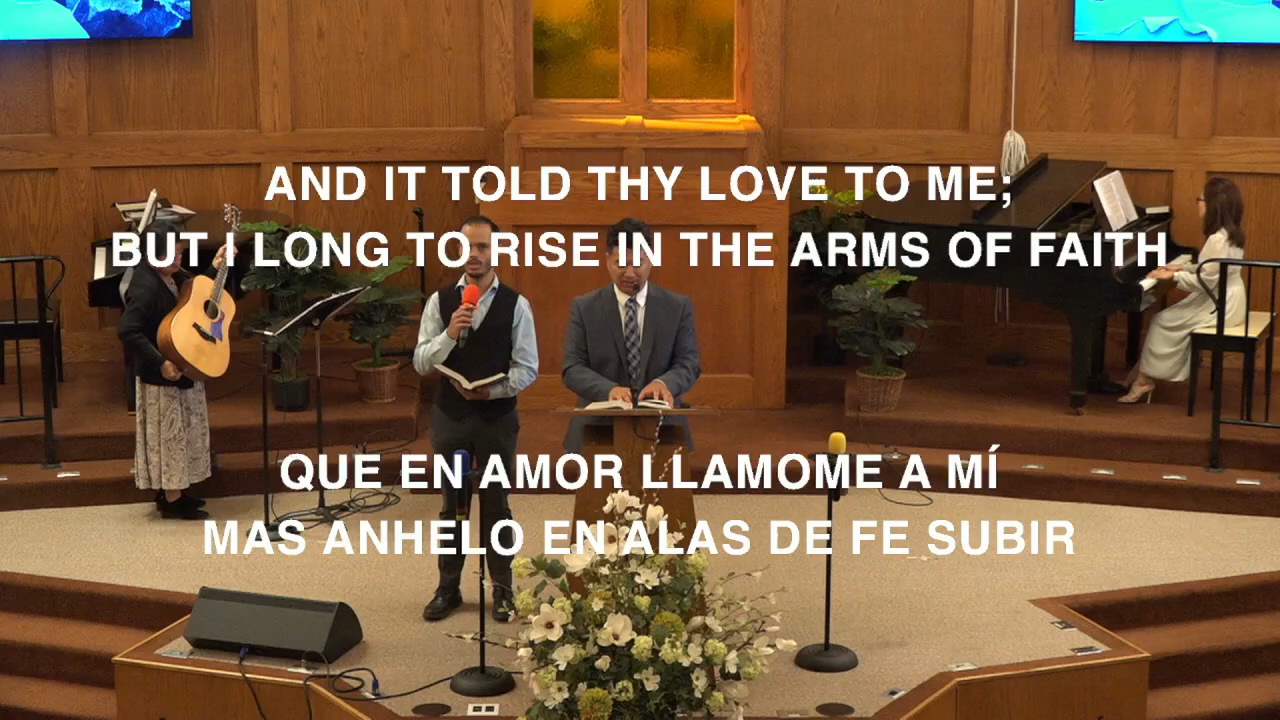 AND IT TOLD THY LOVE TO ME;
BUT I LONG TO RISE IN THE ARMS OF FAITH
QUE EN AMOR LLAMOME A MÍ
MAS ANHELO EN ALAS DE FE SUBIR